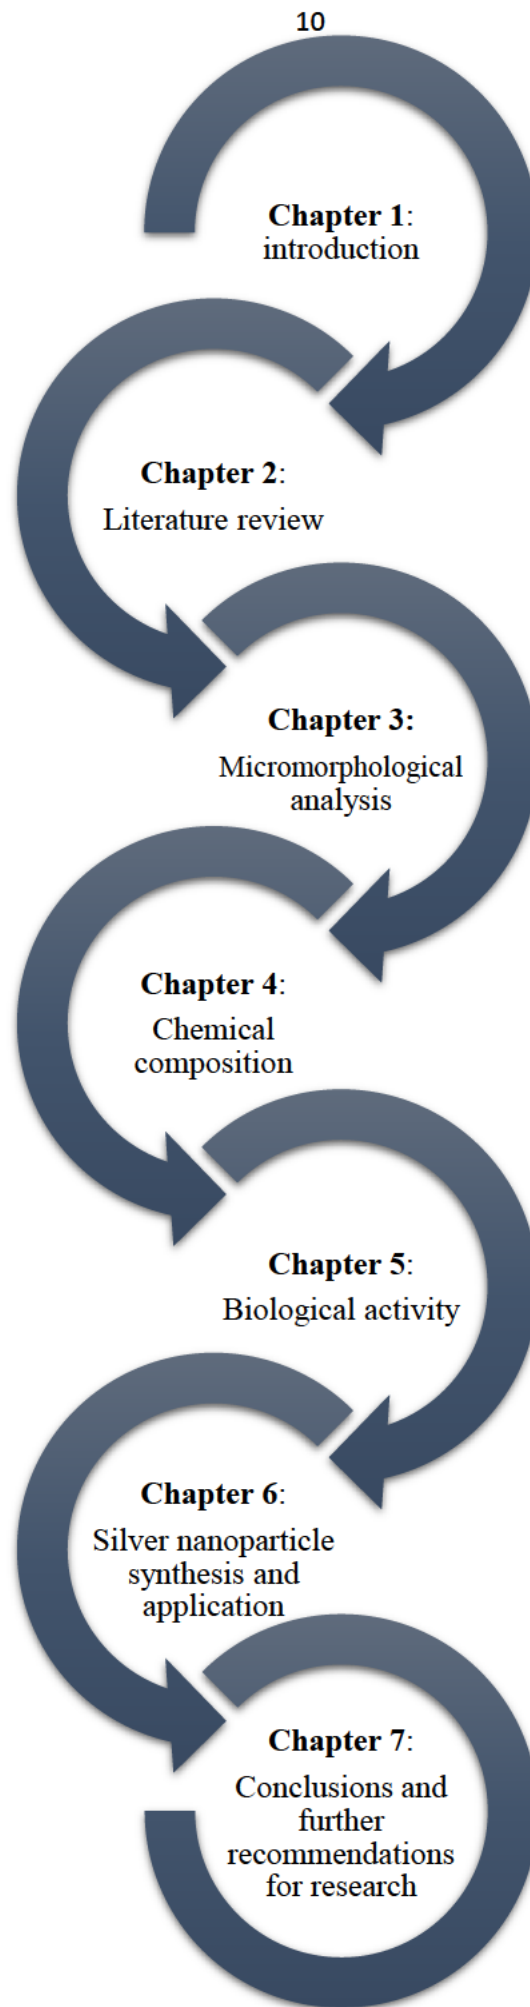 10
Chapter 1:
introduction
Chapter 2:
Literature review
Chapter 3:
Micromorphological
analysis
Chapter 4:
Chemical
composition
Chapter 5:
Biological activity
Chapter 6:
Silver nanoparticle
synthesis and
application
Chapter 7:
Conclusions and
further
recommendations
for research